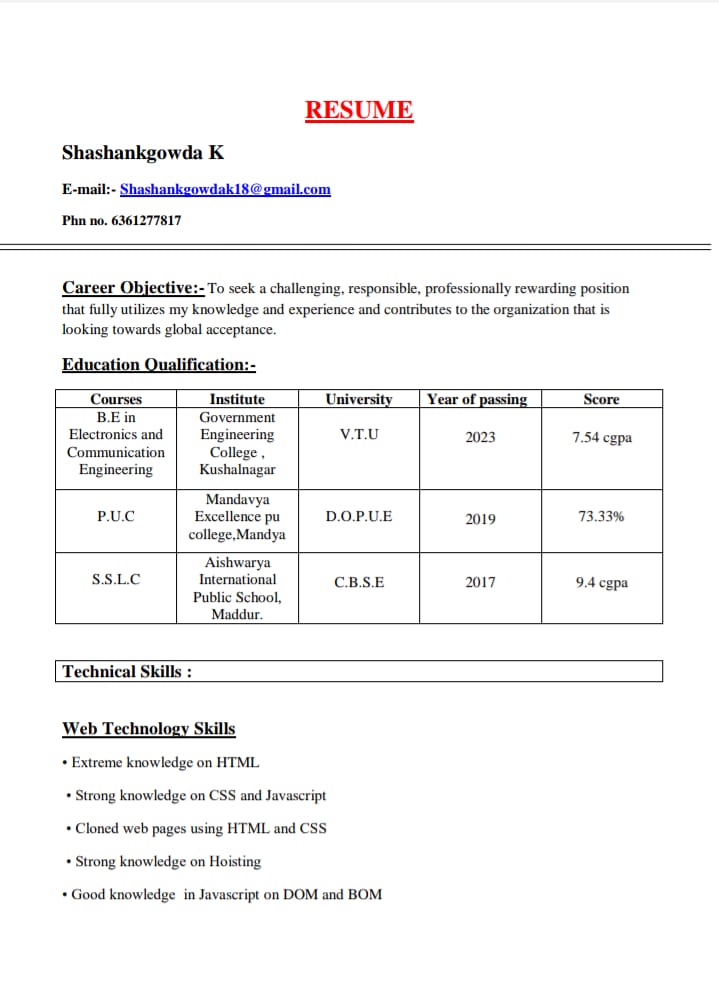 RESUME
Shashankgowda K
E-mail:- Shashankgowdak18@gmail.com
Phn no. 6361277817
Career Objective:- To seek a challenging, responsible, professionally rewarding position
that fully utilizes my knowledge and experience and contributes to the organization that is
looking towards global acceptance.
Education Qualification:-
Courses Institute University Year of passing Score
B.E in
Electronics and
Communication
Engineering
Government
Engineering
College ,
Kushalnagar
V.T.U
2023
7.54 cgpa
P.U.C
Mandavya
Excellence pu
college,Mandya
D.O.P.U.E
2019
73.33%
S.S.L.C
Aishwarya
International
Public School,
Maddur.
C.B.S.E
2017
9.4 cgpa
Technical Skills :
Web Technology Skills
• Extreme knowledge on HTML
• Strong knowledge on CSS and Javascript
• Cloned web pages using HTML and CSS
• Strong knowledge on Hoisting
• Good knowledge in Javascript on DOM and BOM